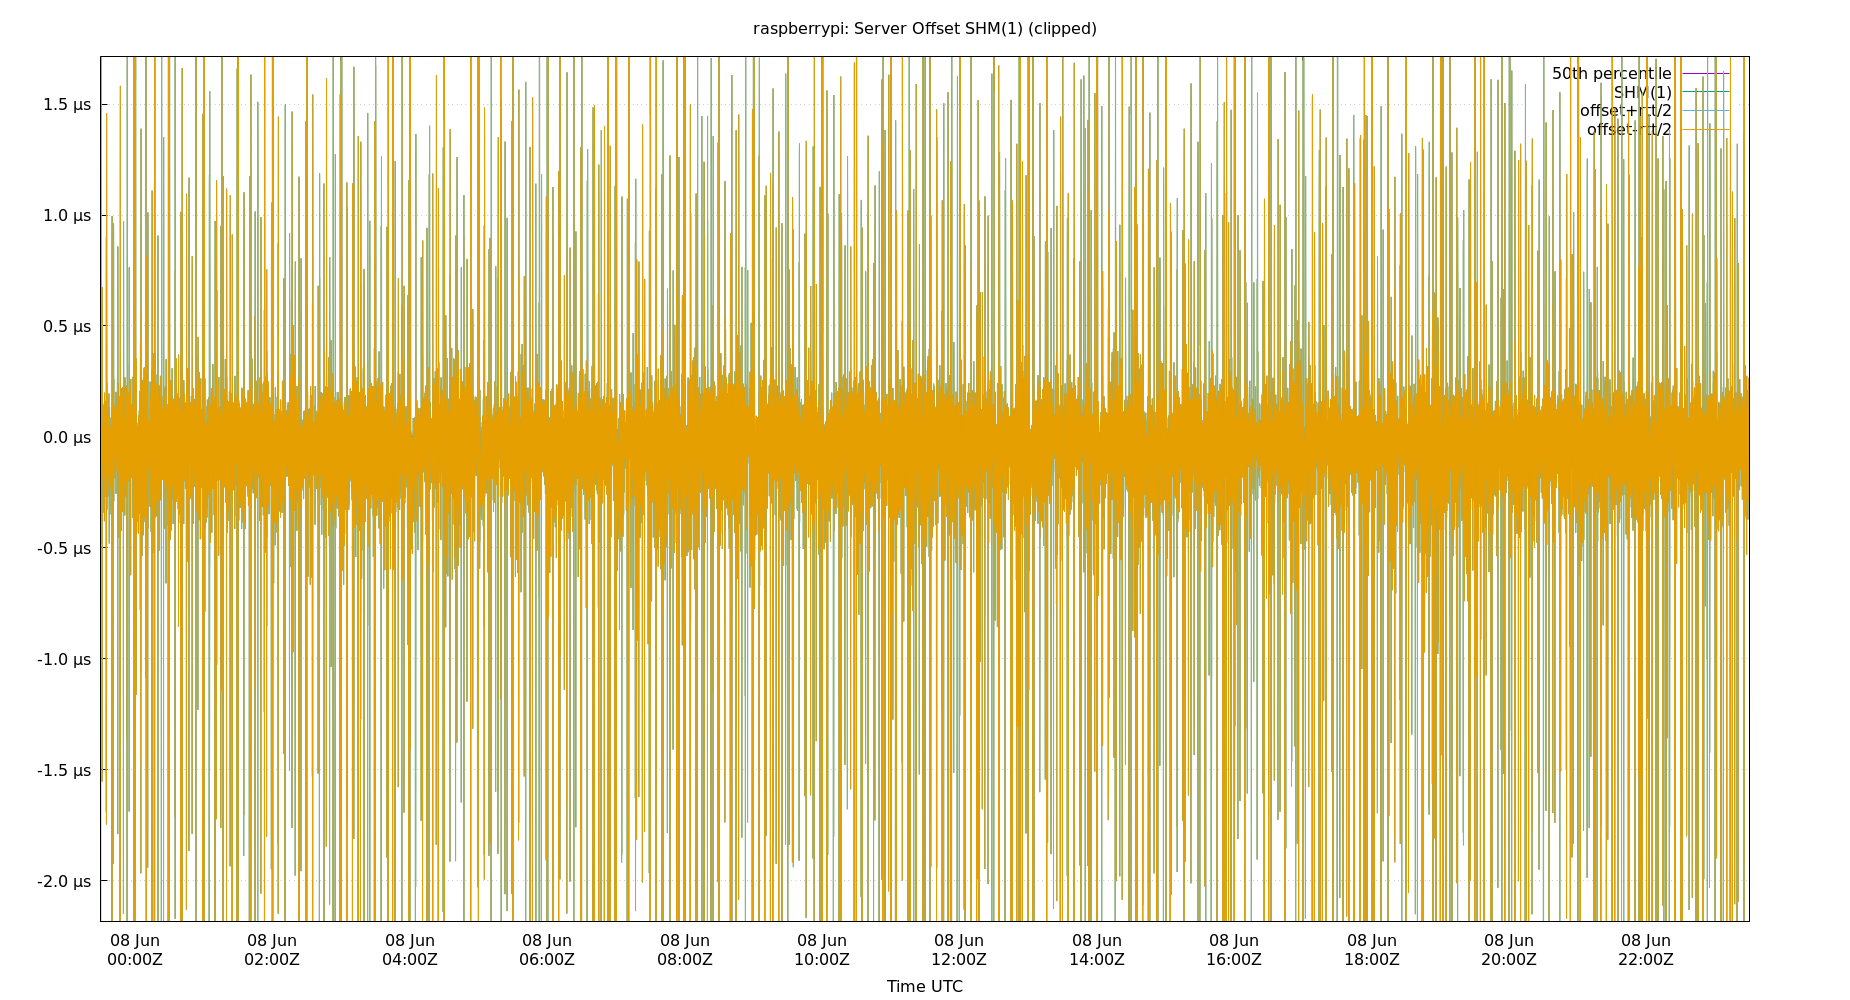 raspberrypi: Server Offset SHM(1) (clipped)
50th percentile
SHM(1)
offset+rtt/2
offset-rtt/2
1.5 µs
1.0 µs
0.5 µs
0.0 µs
-0.5 µs
-1.0 µs
-1.5 µs
-2.0 µs
08 Jun 08 Jun 08 Jun 08 Jun 08 Jun 08 Jun 08 Jun 08 Jun 08 Jun 08 Jun 08 Jun 08 Jun
00:00Z 02:00Z 04:00Z 06:00Z 08:00Z 10:00Z 12:00Z 14:00Z 16:00Z 18:00Z 20:00Z 22:00Z
Time UTC